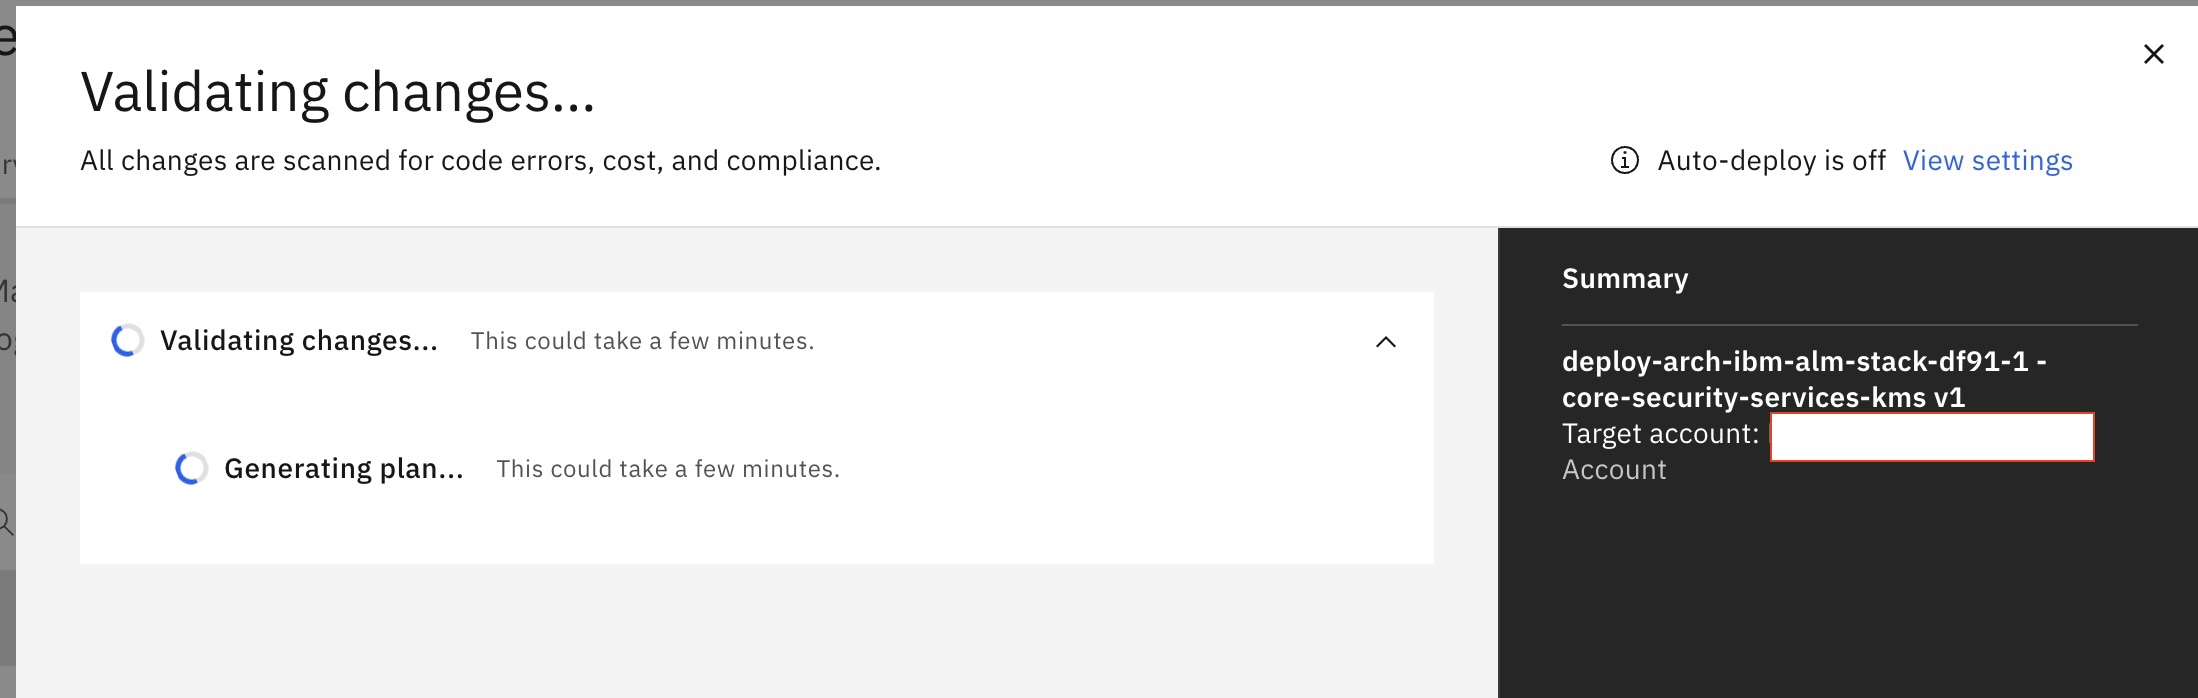 Validating changes...
All changes are scanned for code errors, cost, and compliance.
Auto-deploy is off View settings
Validating changes... This could take a few minutes.
Generating plan... This could take a few minutes.
Summary
deploy-arch-ibm-alm-stack-df91-1 -
core-security-services-kms v1
Target account:
Account